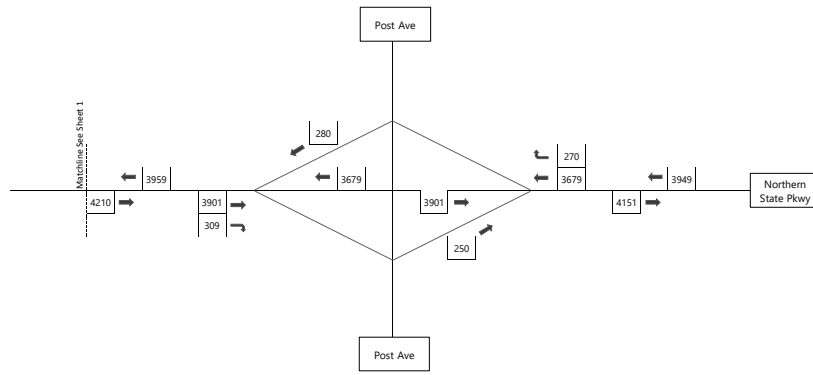 Post Ave
Matchline See Sheet 1
280
270
3959
3679
3679
3949
4210
3901
3901
4151
309
250
Northern
State Pkwy
Post Ave